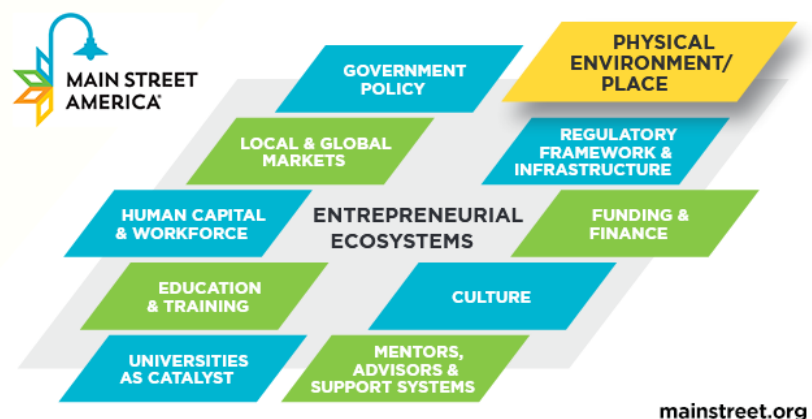 MAIN STREET
AMERICA®
GOVERNMENT
POLICY
PHYSICAL
ENVIRONMENT/
PLACE
LOCAL & GLOBAL
MARKETS
REGULATORY
FRAMEWORK &
INFRASTRUCTURE
HUMAN CAPITAL
& WORKFORCE
ENTREPRENEURIAL
ECOSYSTEMS
FUNDING &
FINANCE
EDUCATION
& TRAINING
CULTURE
UNIVERSITIES
AS CATALYST
MENTORS,
ADVISORS &
SUPPORT SYSTEMS
mainstreet.org